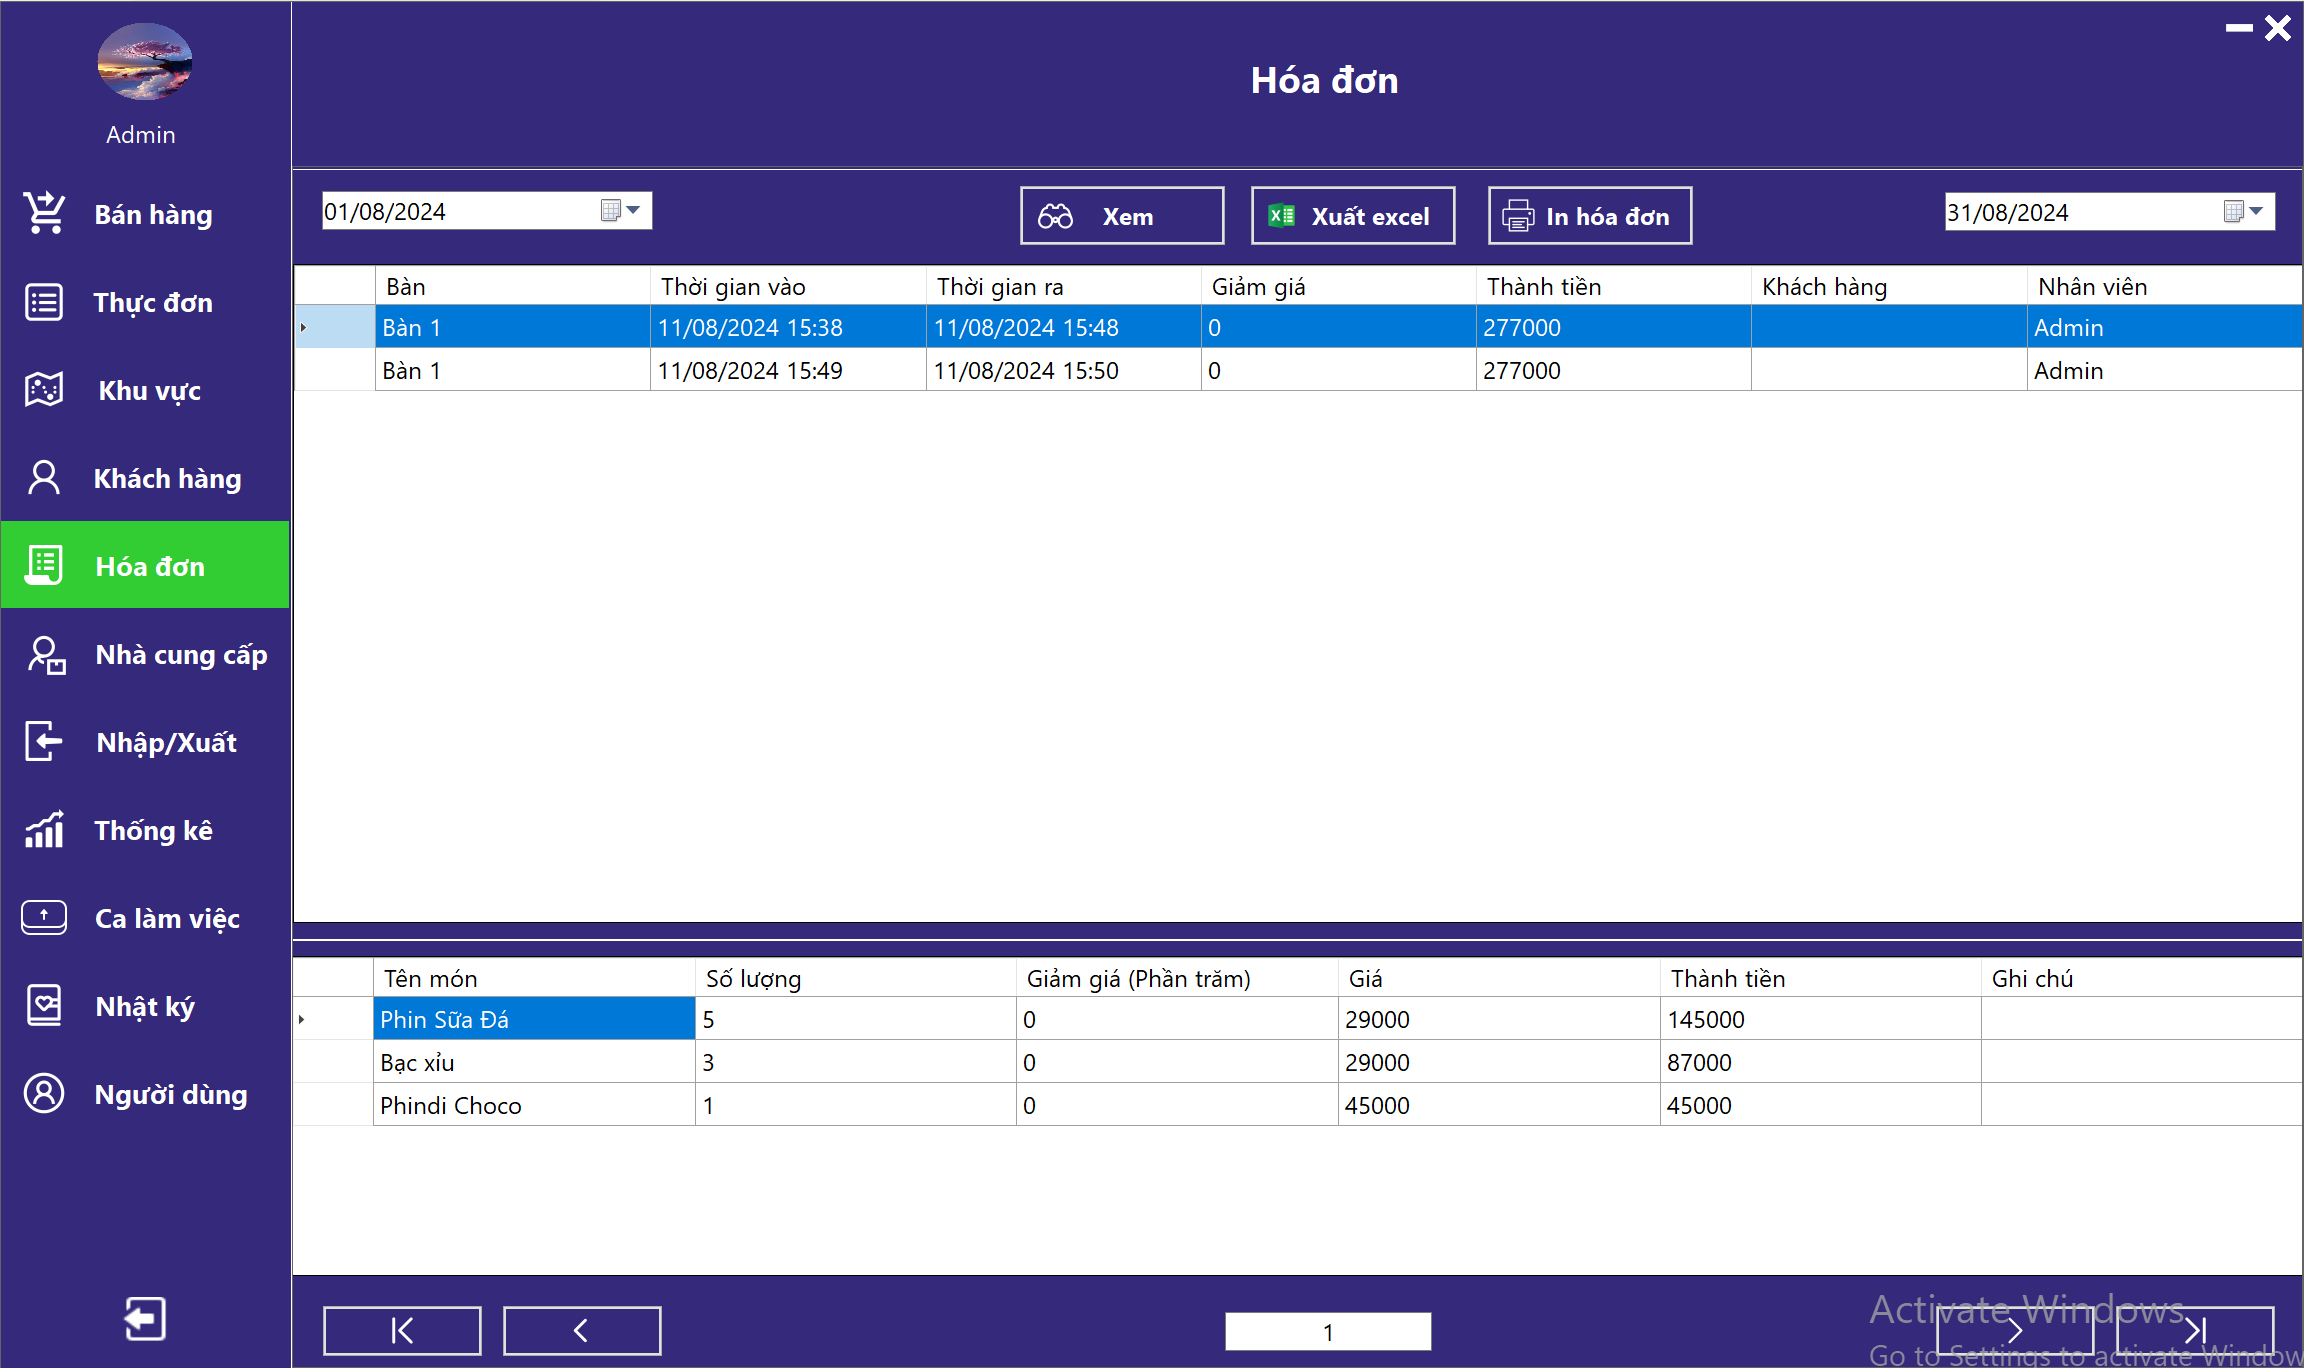 Admin
Bán hàng
Thực đơn
Khu vực
Khách hàng
Hóa đơn
Nhà cung cấp
Nhập/Xuất
Thống kê
Ca làm việc
Nhật ký
Người dùng
Hóa đơn
01/08/2024 Xem Xuất excel In hóa đơn 31/08/2024
Bàn Thời gian vào Thời gian ra Giảm giá Thành tiền Khách hàng Nhân viên
Bàn 1 11/08/2024 15:38 11/08/2024 15:48 0 277000 Admin
Bàn 1 11/08/2024 15:49 11/08/2024 15:50 0 277000 Admin
Tên món Số lượng Giảm giá (Phần trăm) Giá Thành tiền Ghi chú
Phin Sữa Đá 5 0 29000 145000
Bạc xỉu 3 0 29000 87000
Phindi Choco 1 0 45000 45000
1
Activate Windows
Go to Settings to activate Window